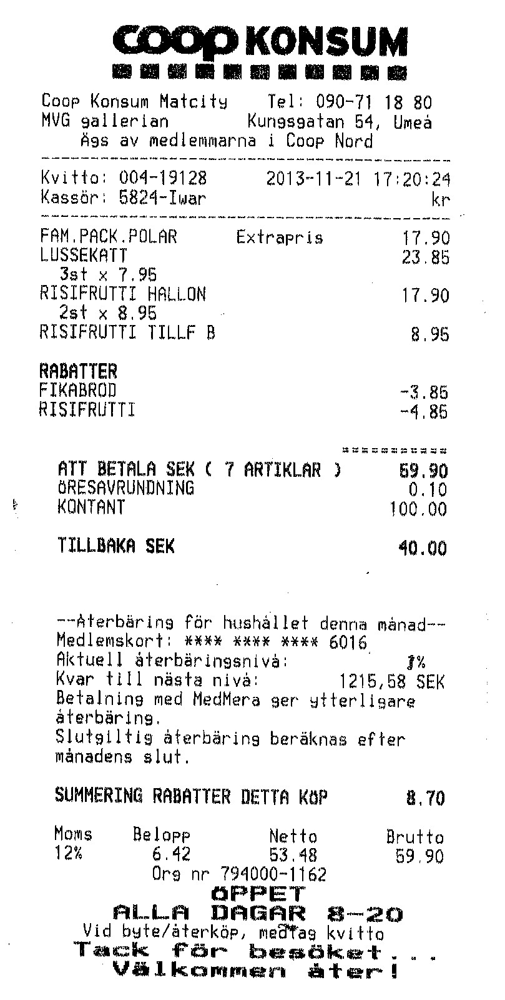 COOP KONSUM
Coop Konsum Matcity Tel: 090-71 18 80
MVG gallerian Kungsgatan 54, Umeå
Ägs av medlemmarna i Coop Nord
Kvitto: 004-19128 2013-11-21 17:20:24
Kassör: 5824-Iwar kr
FAM.PACK.POLAR Extrapris 17.90
LUSSEKATT 23.85
3st x 7.95
RISIFRUTTI HALLON 17.90
2st x 8.95
RISIFRUTTI TILLF B 8.95
RABATTER
FIKABRÖD -3.85
RISIFRUTTI -4.85
===========
ATT BETALA SEK ( 7 ARTIKLAR ) 59.90
ÖRESAVRUNDNING 0.10
KONTANT 100.00
TILLBAKA SEK 40.00
--Återbäring för hushållet denna månad--
Medlemskort: **** **** **** 6016
Aktuell återbäringsnivå: 1%
Kvar till nästa nivå: 1215,58 SEK
Betalning med MedMera ger ytterligare
återbäring.
Slutgiltig återbäring beräknas efter
månadens slut.
SUMMERING RABATTER DETTA KÖP 8.70
Moms Belopp Netto Brutto
12% 6.42 53.48 59.90
Org nr 794000-1162
ÖPPET
ALLA DAGAR 8-20
Vid byte/återköp, medtag kvitto
Tack för besöket...
Välkommen åter!